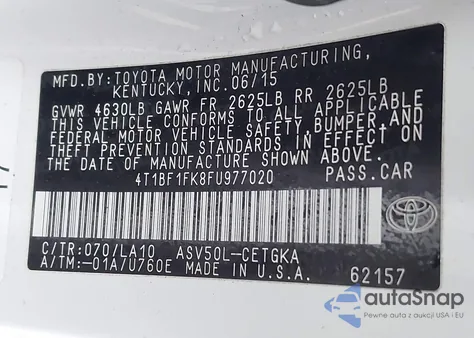 MFD.BY: TOYOTA MOTOR MANUFACTURING,
KENTUCKY, INC. 06/15
GVWR 4630LB GAWR FR 2625LB RR 2625LB
THIS VEHICLE CONFORMS TO ALL APPLICABLE
FEDERAL MOTOR VEHICLE SAFETY, BUMPER AND
THEFT PREVENTION STANDARDS IN EFFECT ON
THE DATE OF MANUFACTURE SHOWN ABOVE.
4T1BF1FK8FU977020 PASS.CAR
C/TR:070/LA10 ASV50L-CETGKA
A/TM:-01A/U760E MADE IN U.S.A. 62157
autoSnap
Pewne auta z USA i EU